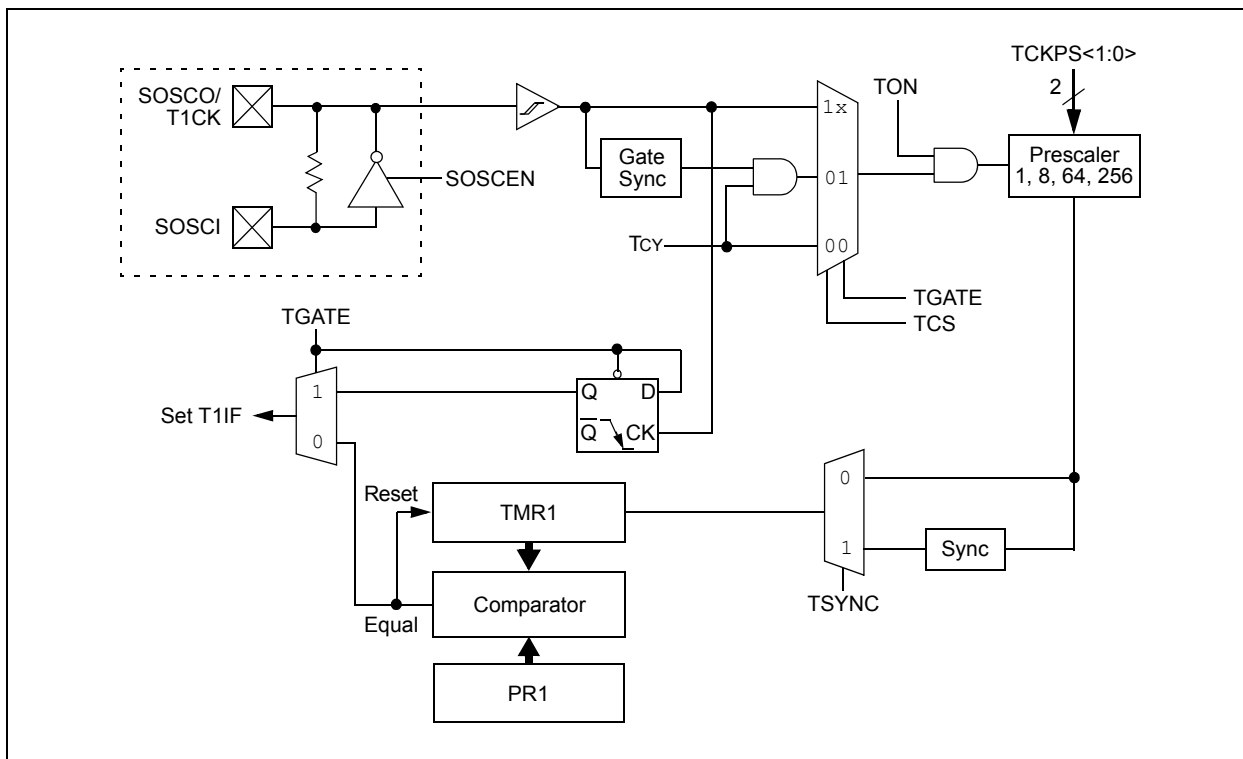 TCKPS<1:0>
SOSCO/
T1CK
2
TON
1x
Gate
Sync
Prescaler
1, 8, 64, 256
01
SOSCEN
SOSCI
TCY
00
TGATE
TCS
TGATE
1
Q
D
Set T1IF
Q
CK
0
0
Reset
TMR1
1
Sync
TSYNC
Comparator
Equal
PR1